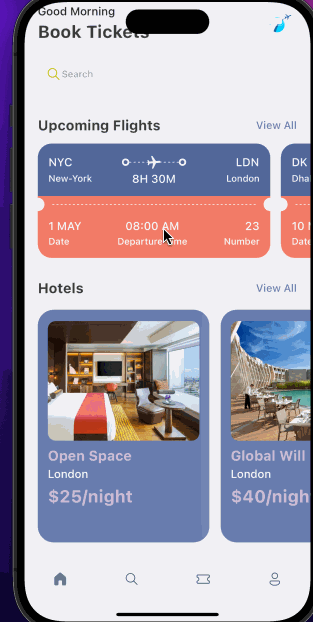 Good Morning
Book Tickets
Search
Upcoming Flights View All
NYC LDN DK
New-York 8H 30M London Dha
1 MAY 08:00 AM 23 10 M
Date Departure Time Number Date
Hotels View All
Open Space Global Will
London London
$25/night $40/nigh